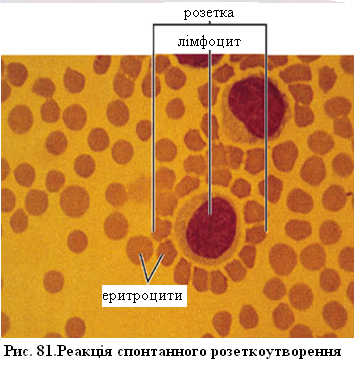 розетка
лімфоцит
еритроцити
Рис. 81.Реакція спонтанного розеткоутворення